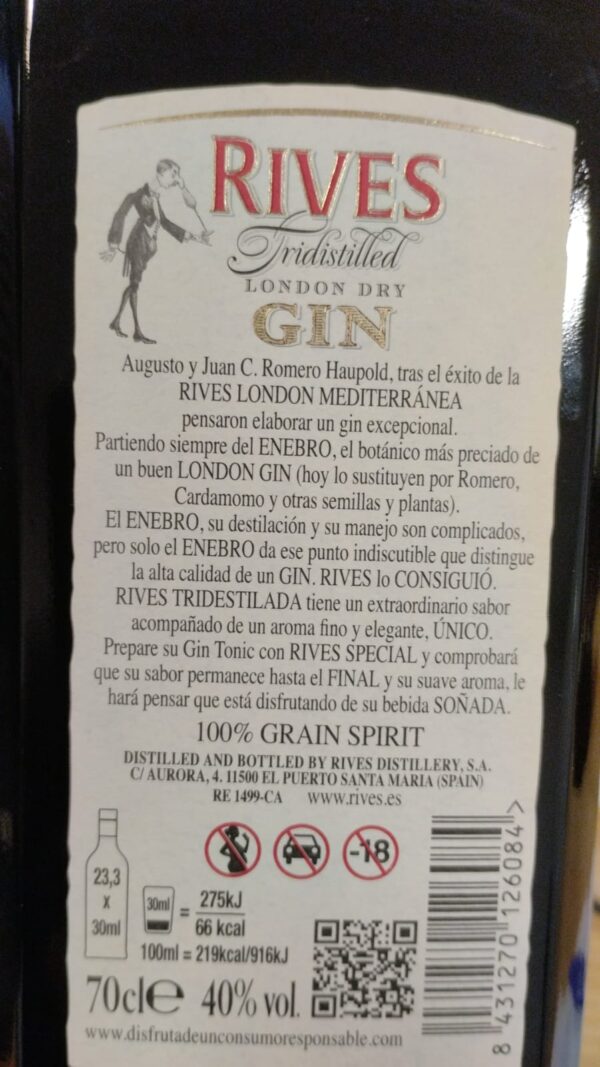 RIVES
Tridistilled
LONDON DRY
GIN
Augusto y Juan C. Romero Haupold, tras el éxito de la
RIVES LONDON MEDITERRÁNEA
pensaron elaborar un gin excepcional.
Partiendo siempre del ENEBRO, el botánico más preciado de
un buen LONDON GIN (hoy lo sustituyen por Romero,
Cardamomo y otras semillas y plantas).
El ENEBRO, su destilación y su manejo son complicados,
pero solo el ENEBRO da ese punto indiscutible que distingue
la alta calidad de un GIN. RIVES lo CONSIGUIÓ.
RIVES TRIDESTILADA tiene un extraordinario sabor
acompañado de un aroma fino y elegante, ÚNICO.
Prepare su Gin Tonic con RIVES SPECIAL y comprobará
que su sabor permanece hasta el FINAL y su suave aroma, le
hará pensar que está disfrutando de su bebida SOÑADA.
100% GRAIN SPIRIT
DISTILLED AND BOTTLED BY RIVES DISTILLERY, S.A.
C/ AURORA, 4. 11500 EL PUERTO SANTA MARIA (SPAIN)
RE 1499-CA www.rives.es
-18
23,3
x
30ml
30ml = 275kJ
66 kcal
100ml = 219kcal/916kJ
70cl e 40% vol.
www.disfrutadeunconsumoresponsable.com
8 431270 126084 >